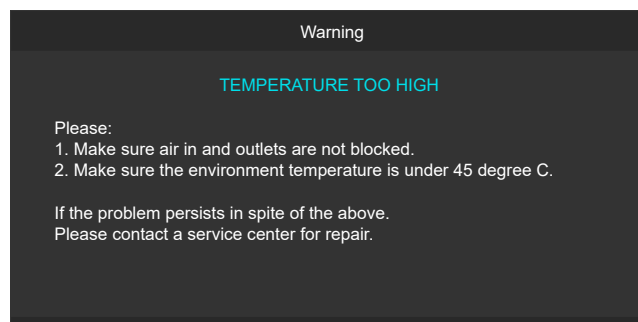 Warning
TEMPERATURE TOO HIGH
Please:
1. Make sure air in and outlets are not blocked.
2. Make sure the environment temperature is under 45 degree C.
If the problem persists in spite of the above.
Please contact a service center for repair.